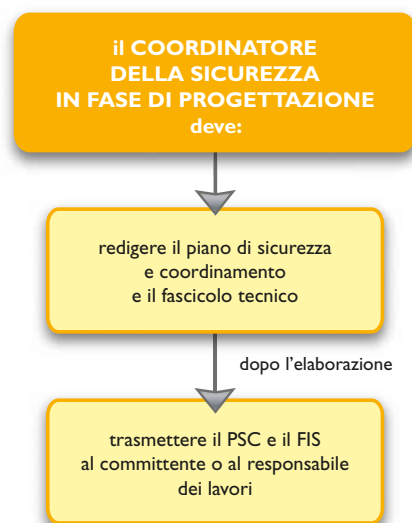 il COORDINATORE
DELLA SICUREZZA
IN FASE DI PROGETTAZIONE
deve:
redigere il piano di sicurezza
e coordinamento
e il fascicolo tecnico
dopo l'elaborazione
trasmettere il PSC e il FIS
al committente o al responsabile
dei lavori